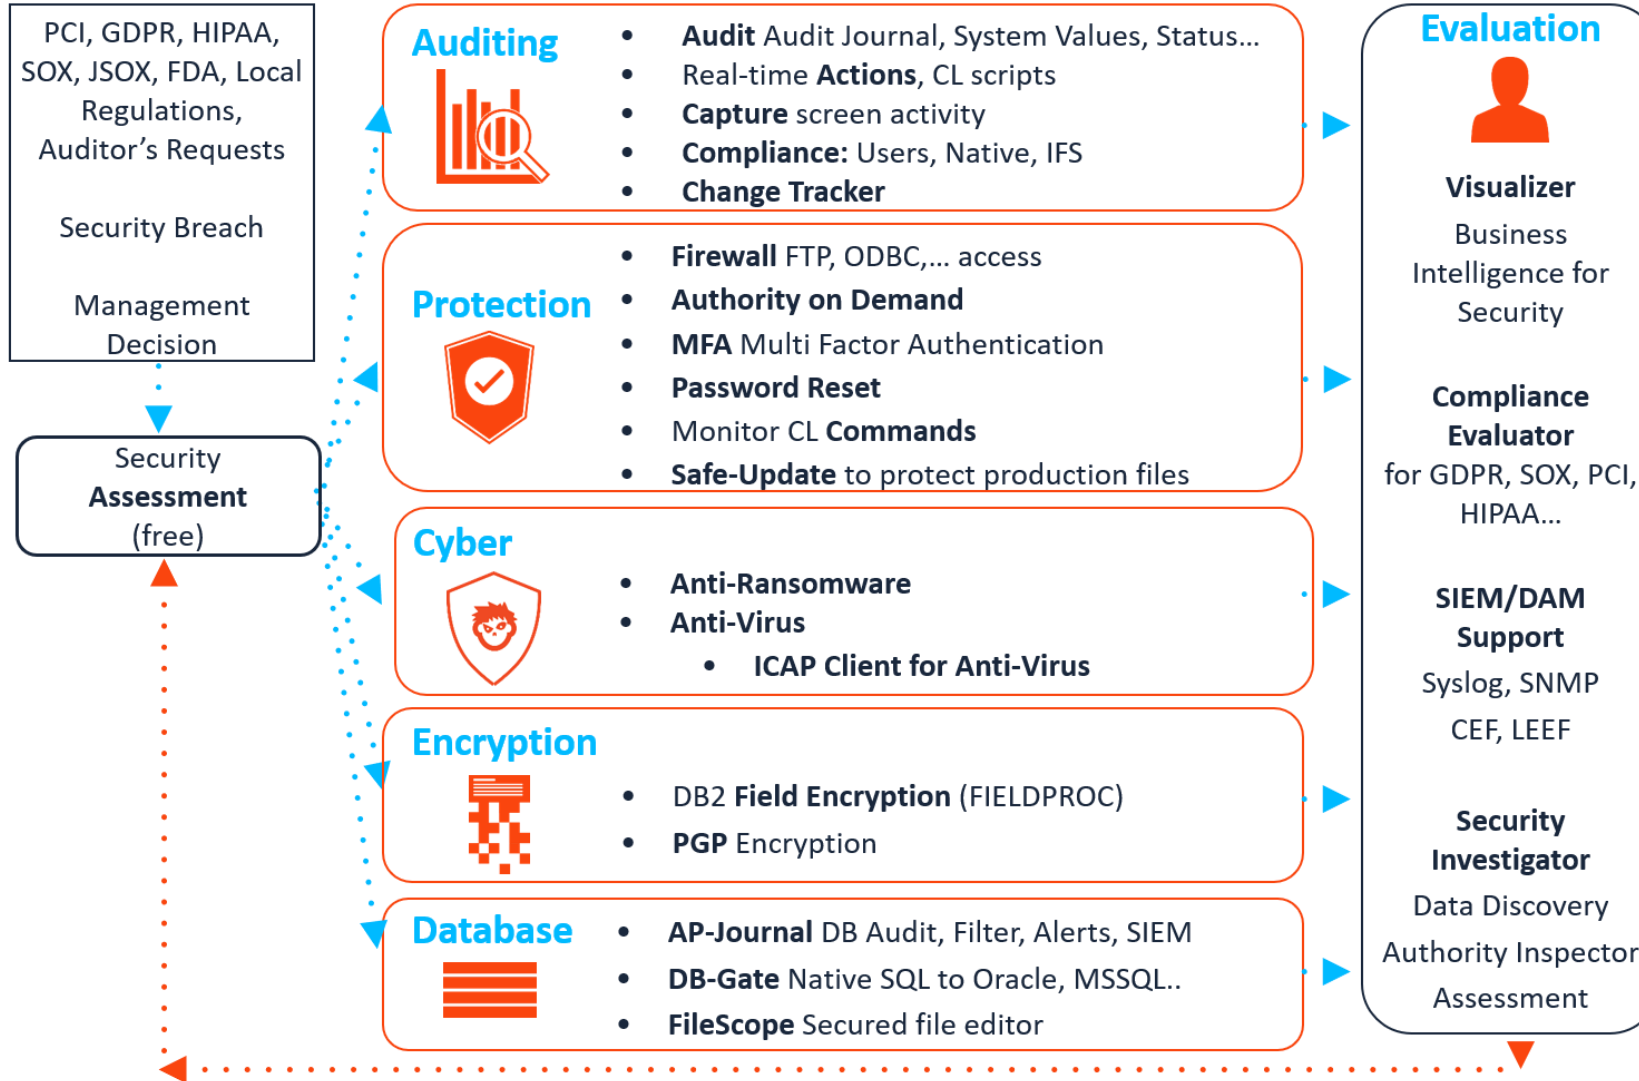 PCI, GDPR, HIPAA,
SOX, JSOX, FDA, Local
Regulations,
Auditor's Requests
Security Breach
Management
Decision
Security
Assessment
(free)
Auditing
• Audit Audit Journal, System Values, Status...
• Real-time Actions, CL scripts
• Capture screen activity
• Compliance: Users, Native, IFS
• Change Tracker
Protection
• Firewall FTP, ODBC,... access
• Authority on Demand
• MFA Multi Factor Authentication
• Password Reset
• Monitor CL Commands
• Safe-Update to protect production files
Cyber
• Anti-Ransomware
• Anti-Virus
• ICAP Client for Anti-Virus
Encryption
• DB2 Field Encryption (FIELDPROC)
• PGP Encryption
Database
• AP-Journal DB Audit, Filter, Alerts, SIEM
• DB-Gate Native SQL to Oracle, MSSQL..
• FileScope Secured file editor
Evaluation
Visualizer
Business
Intelligence for
Security
Compliance
Evaluator
for GDPR, SOX, PCI,
HIPAA...
SIEM/DAM
Support
Syslog, SNMP
CEF, LEEF
Security
Investigator
Data Discovery
Authority Inspector
Assessment